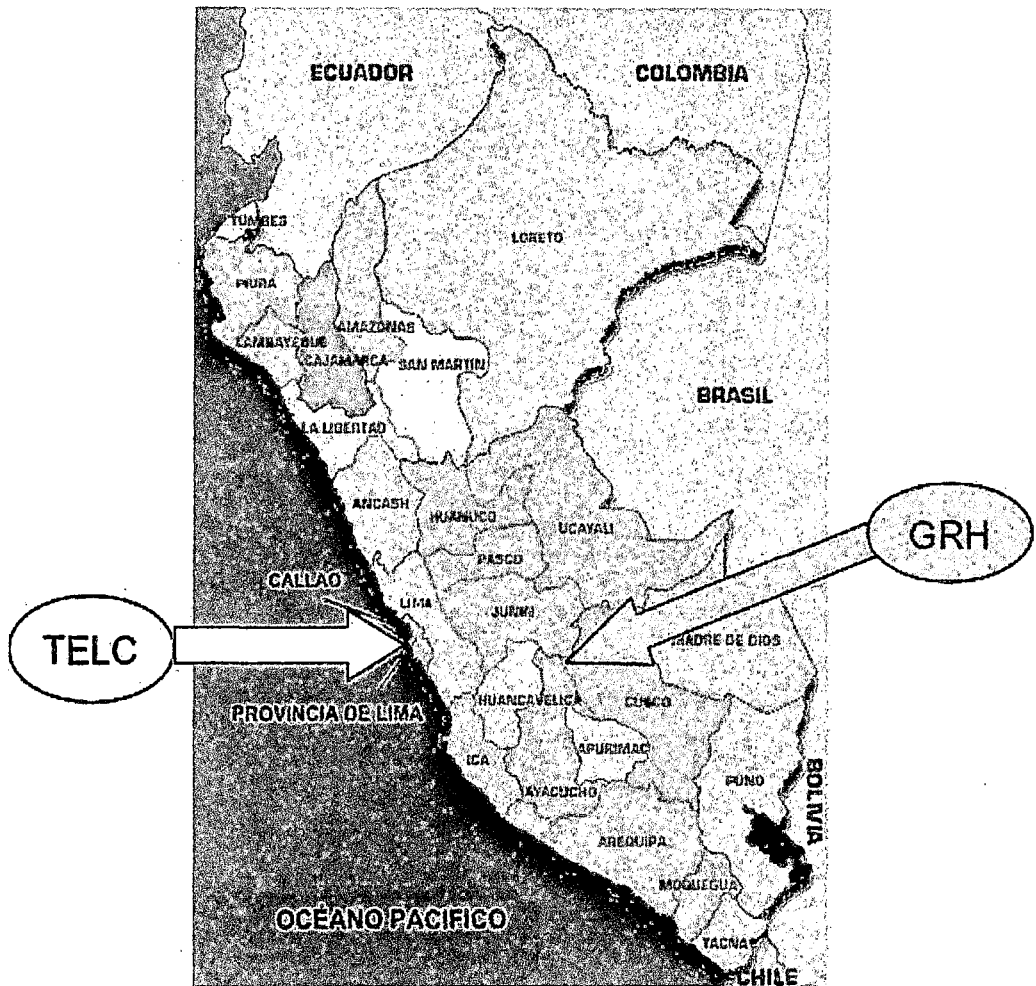 ECUADOR
COLOMBIA
TUMBES
LORETO
PIURA
AMAZONAS
LAMBAYEQUE
CAJAMARCA
SAN MARTIN
BRASIL
LA LIBERTAD
ANCASH
HUANUCO
UCAYALI
GRH
PASCO
CALLAO
LIMA
JUNIN
TELC
MADRE DE DIOS
HUANCAVELICA
CUSCO
PROVINCIA DE LIMA
APURIMAC
ICA
PUNO
BOLIVIA
AYACUCHO
AREQUIPA
MOQUEGUA
OCÉANO PACIFICO
TACNA
CHILE